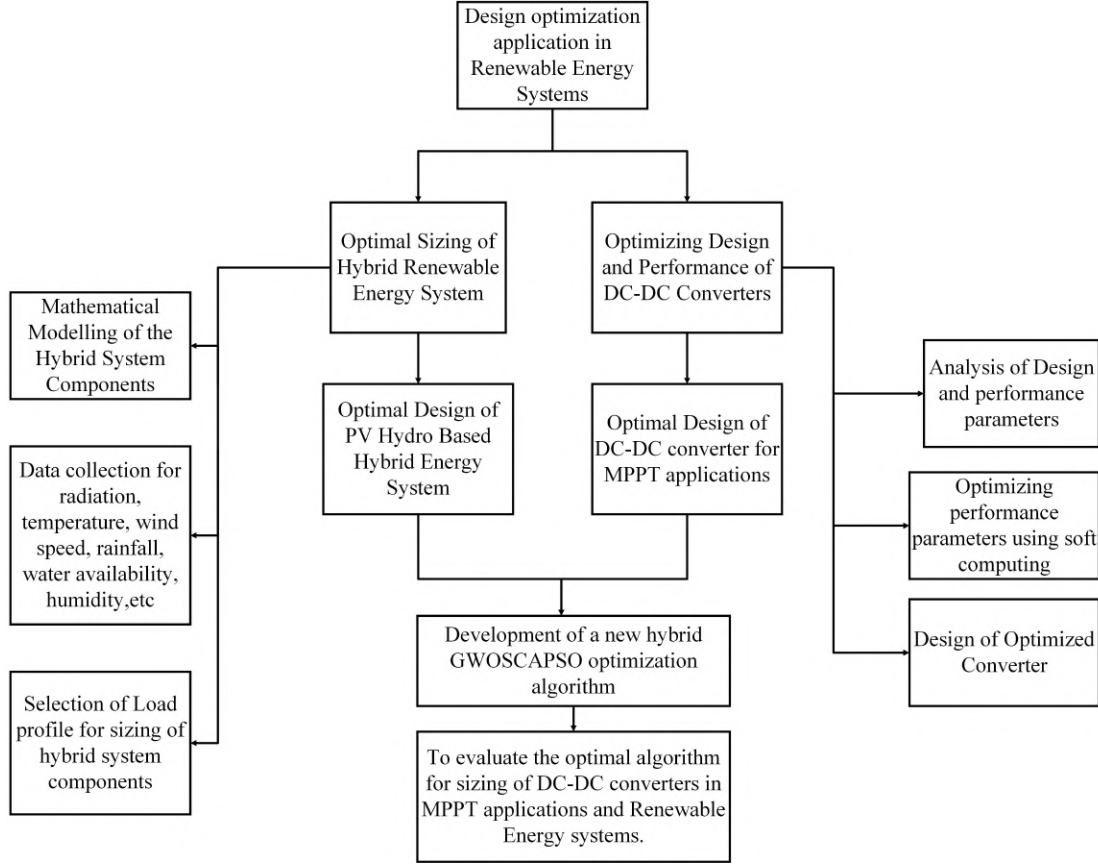 Design optimization
application in
Renewable Energy
Systems
Optimal Sizing of
Hybrid Renewable
Energy System
Optimizing Design
and Performance of
DC-DC Converters
Mathematical
Modelling of the
Hybrid System
Components
Data collection for
radiation,
temperature, wind
speed, rainfall,
water availability,
humidity,etc
Selection of Load
profile for sizing of
hybrid system
components
Optimal Design of
PV Hydro Based
Hybrid Energy
System
Optimal Design of
DC-DC converter for
MPPT applications
Analysis of Design
and performance
parameters
Optimizing
performance
parameters using soft
computing
Design of Optimized
Converter
Development of a new hybrid
GWOSCAPSO optimization
algorithm
To evaluate the optimal algorithm
for sizing of DC-DC converters in
MPPT applications and Renewable
Energy systems.